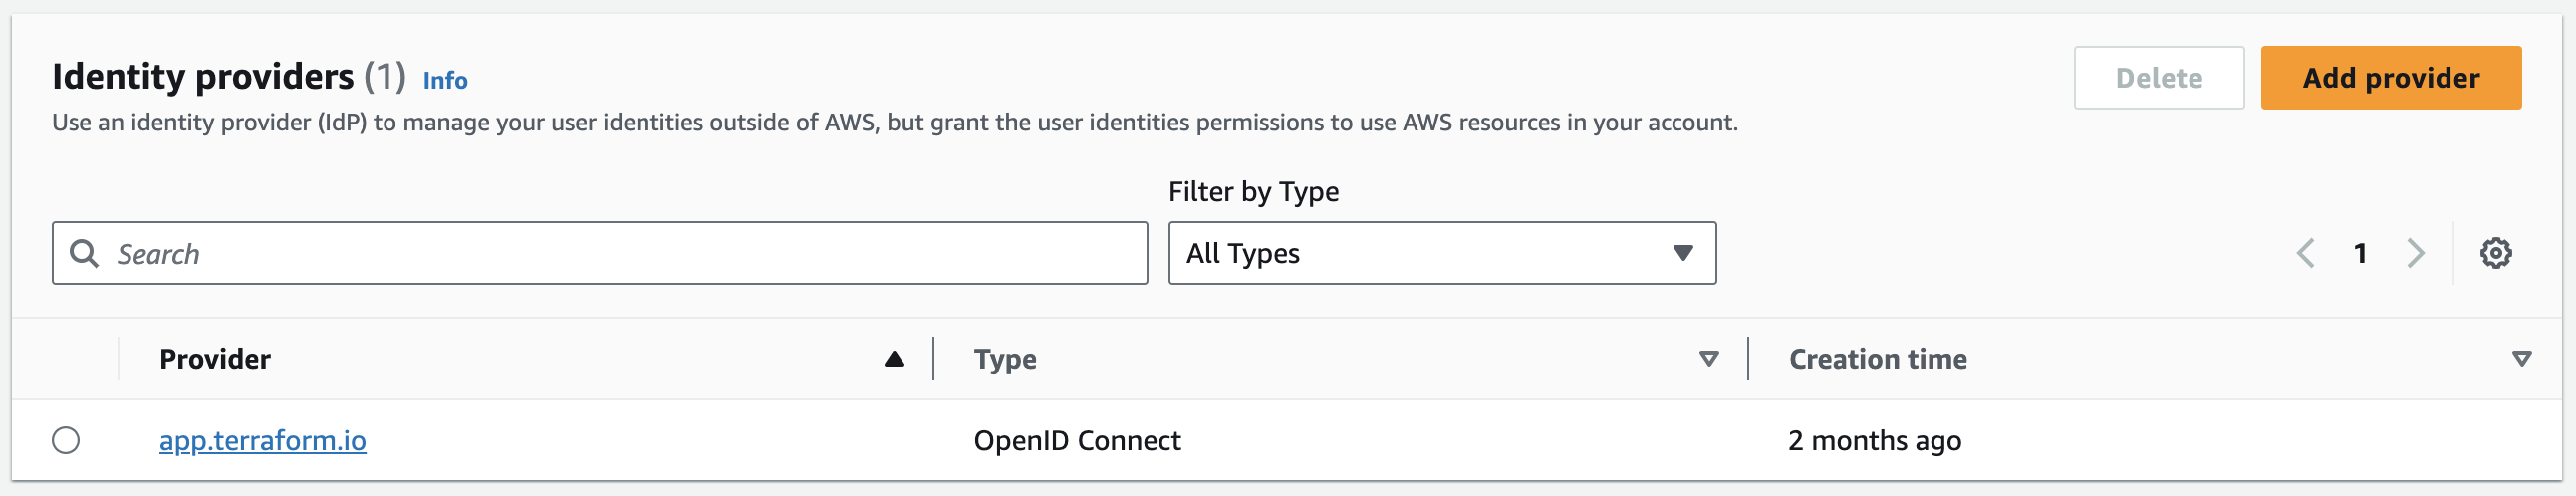 Identity providers (1) Info
Delete
Add provider
Use an identity provider (IdP) to manage your user identities outside of AWS, but grant the user identities permissions to use AWS resources in your account.
Filter by Type
Search
All Types
1
Provider
Type
Creation time
app.terraform.io
OpenID Connect
2 months ago